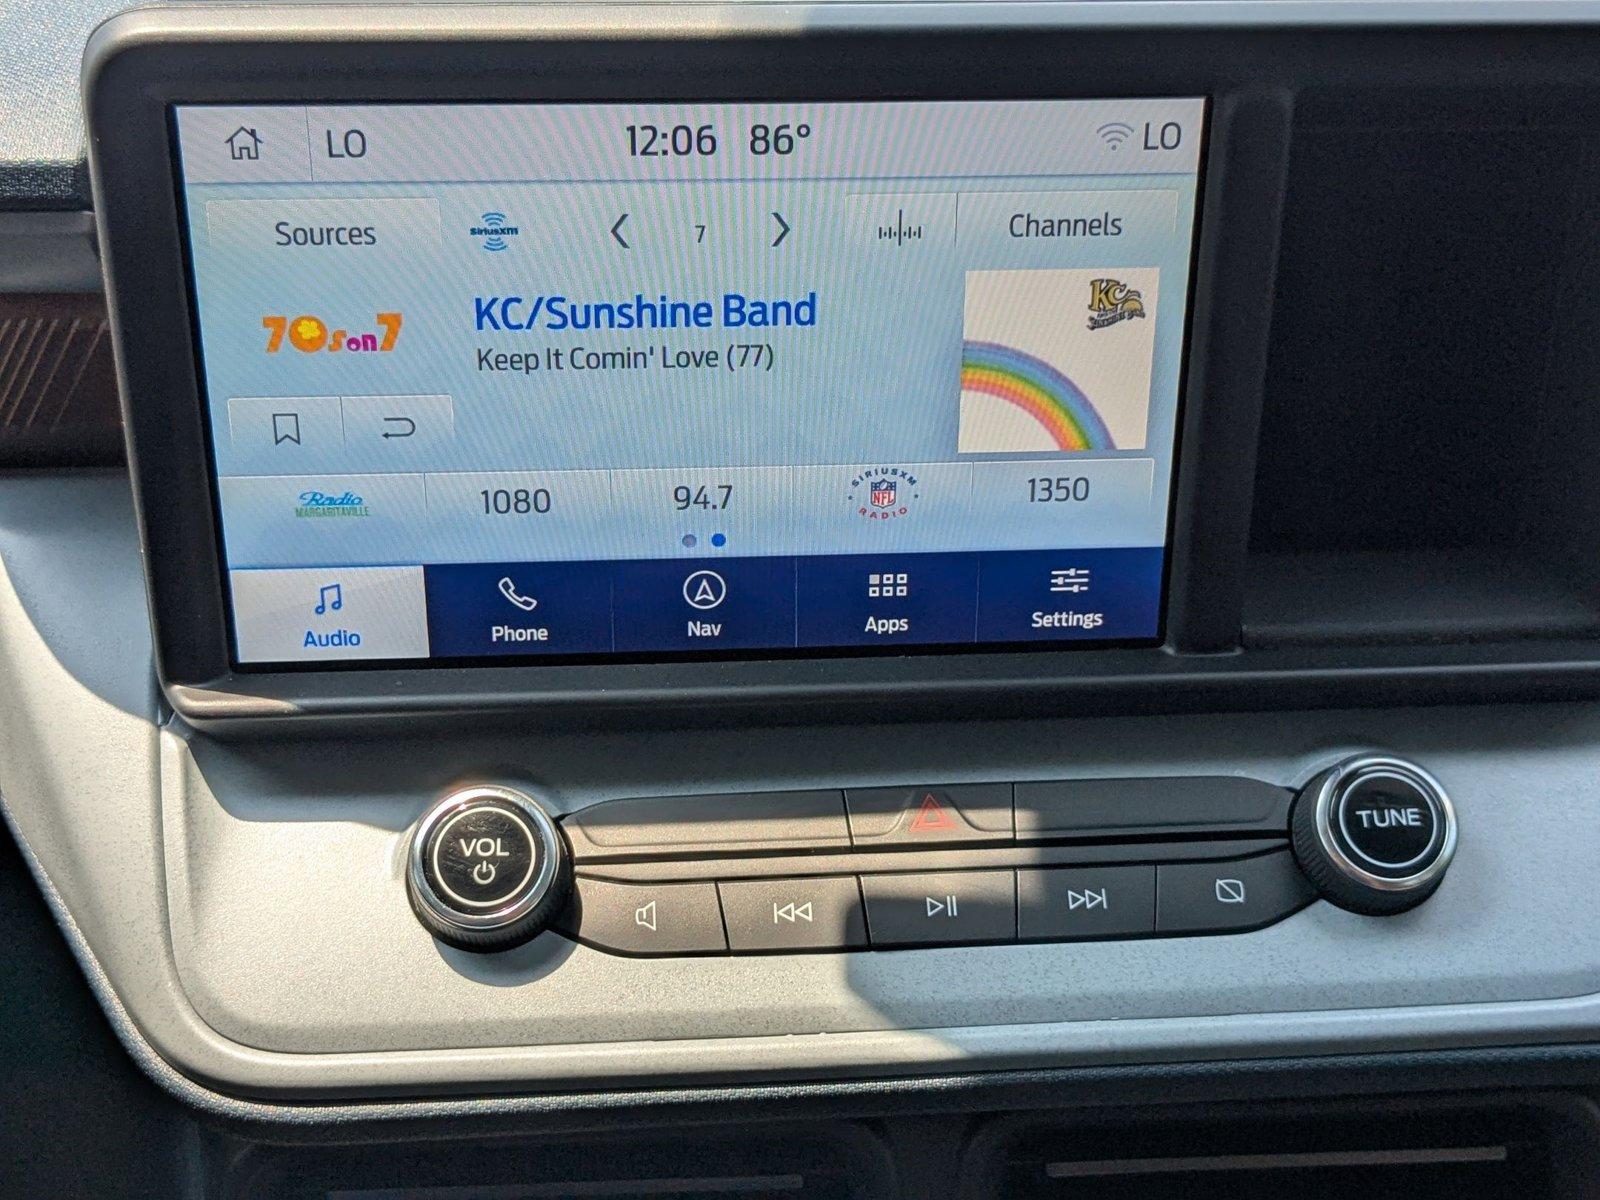 LO 12:06 86° LO
Sources siriusxm 7 Channels
70s on 7
KC/Sunshine Band
Keep It Comin' Love (77)
KC
Radio MARGARITAVILLE
1080
94.7
SIRIUSXM NFL RADIO
1350
Audio Phone Nav Apps Settings
VOL
TUNE